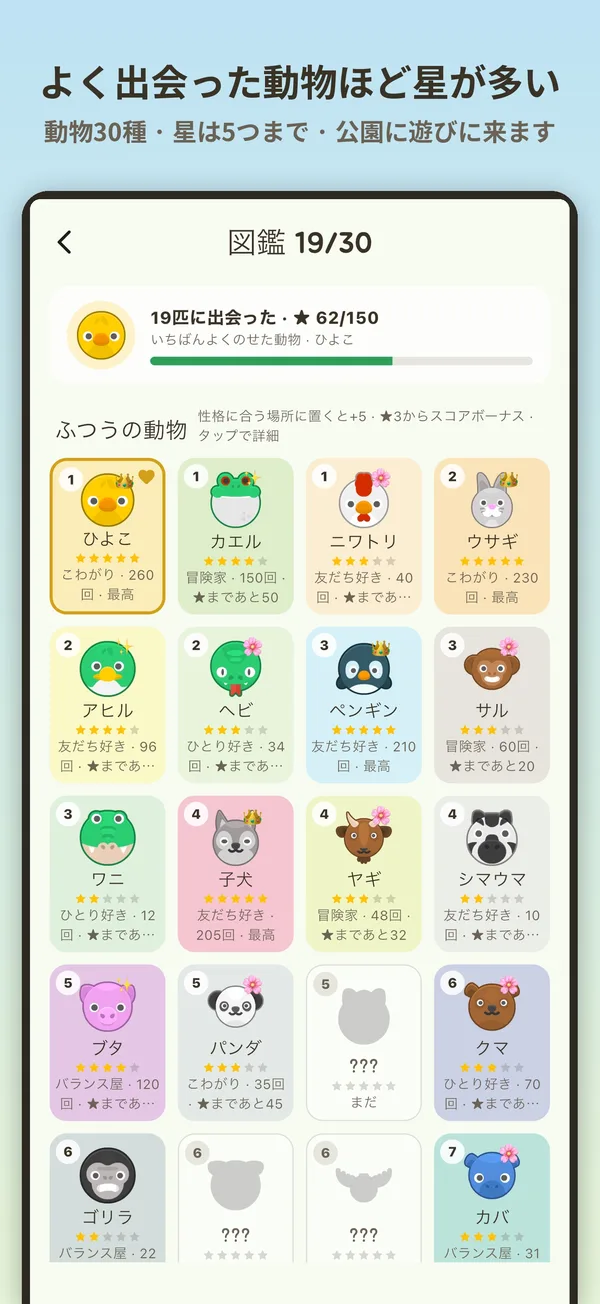 よく出会った動物ほど星が多い
動物30種・星は5つまで・公園に遊びに来ます
図鑑 19/30
19匹に出会った・★ 62/150
いちばんよくのせた動物・ひよこ
ふつうの動物
性格に合う場所に置くと+5・★3からスコアボーナス・
タップで詳細
1
ひよこ
★★★★★
こわがり・260
回・最高
1
カエル
★★★★★
冒険家・150回・
★まであと50
1
ニワトリ
★★★★★
友だち好き・40
回・★まであ…
2
ウサギ
★★★★★
こわがり・230
回・最高
2
アヒル
★★★★★
友だち好き・96
回・★まであ…
2
ヘビ
★★★★★
ひとり好き・34
回・★まであ…
3
ペンギン
★★★★★
友だち好き・210
回・最高
3
サル
★★★★★
冒険家・60回・
★まであと20
3
ワニ
★★★★★
ひとり好き・12
回・★まであ…
4
子犬
★★★★★
友だち好き・
205回・最高
4
ヤギ
★★★★★
冒険家・48回・
★まであと32
4
シマウマ
★★★★★
友だち好き・10
回・★まであ…
5
ブタ
★★★★★
バランス屋・120
回・★まであ…
5
パンダ
★★★★★
こわがり・35回
・★まであと45
5
???
★★★★★
まだ
6
クマ
★★★★★
ひとり好き・70
回・★まであ…
6
ゴリラ
★★★★★
バランス屋・22
6
???
★★★★★
6
???
★★★★★
7
カバ
★★★★★
バランス屋・31